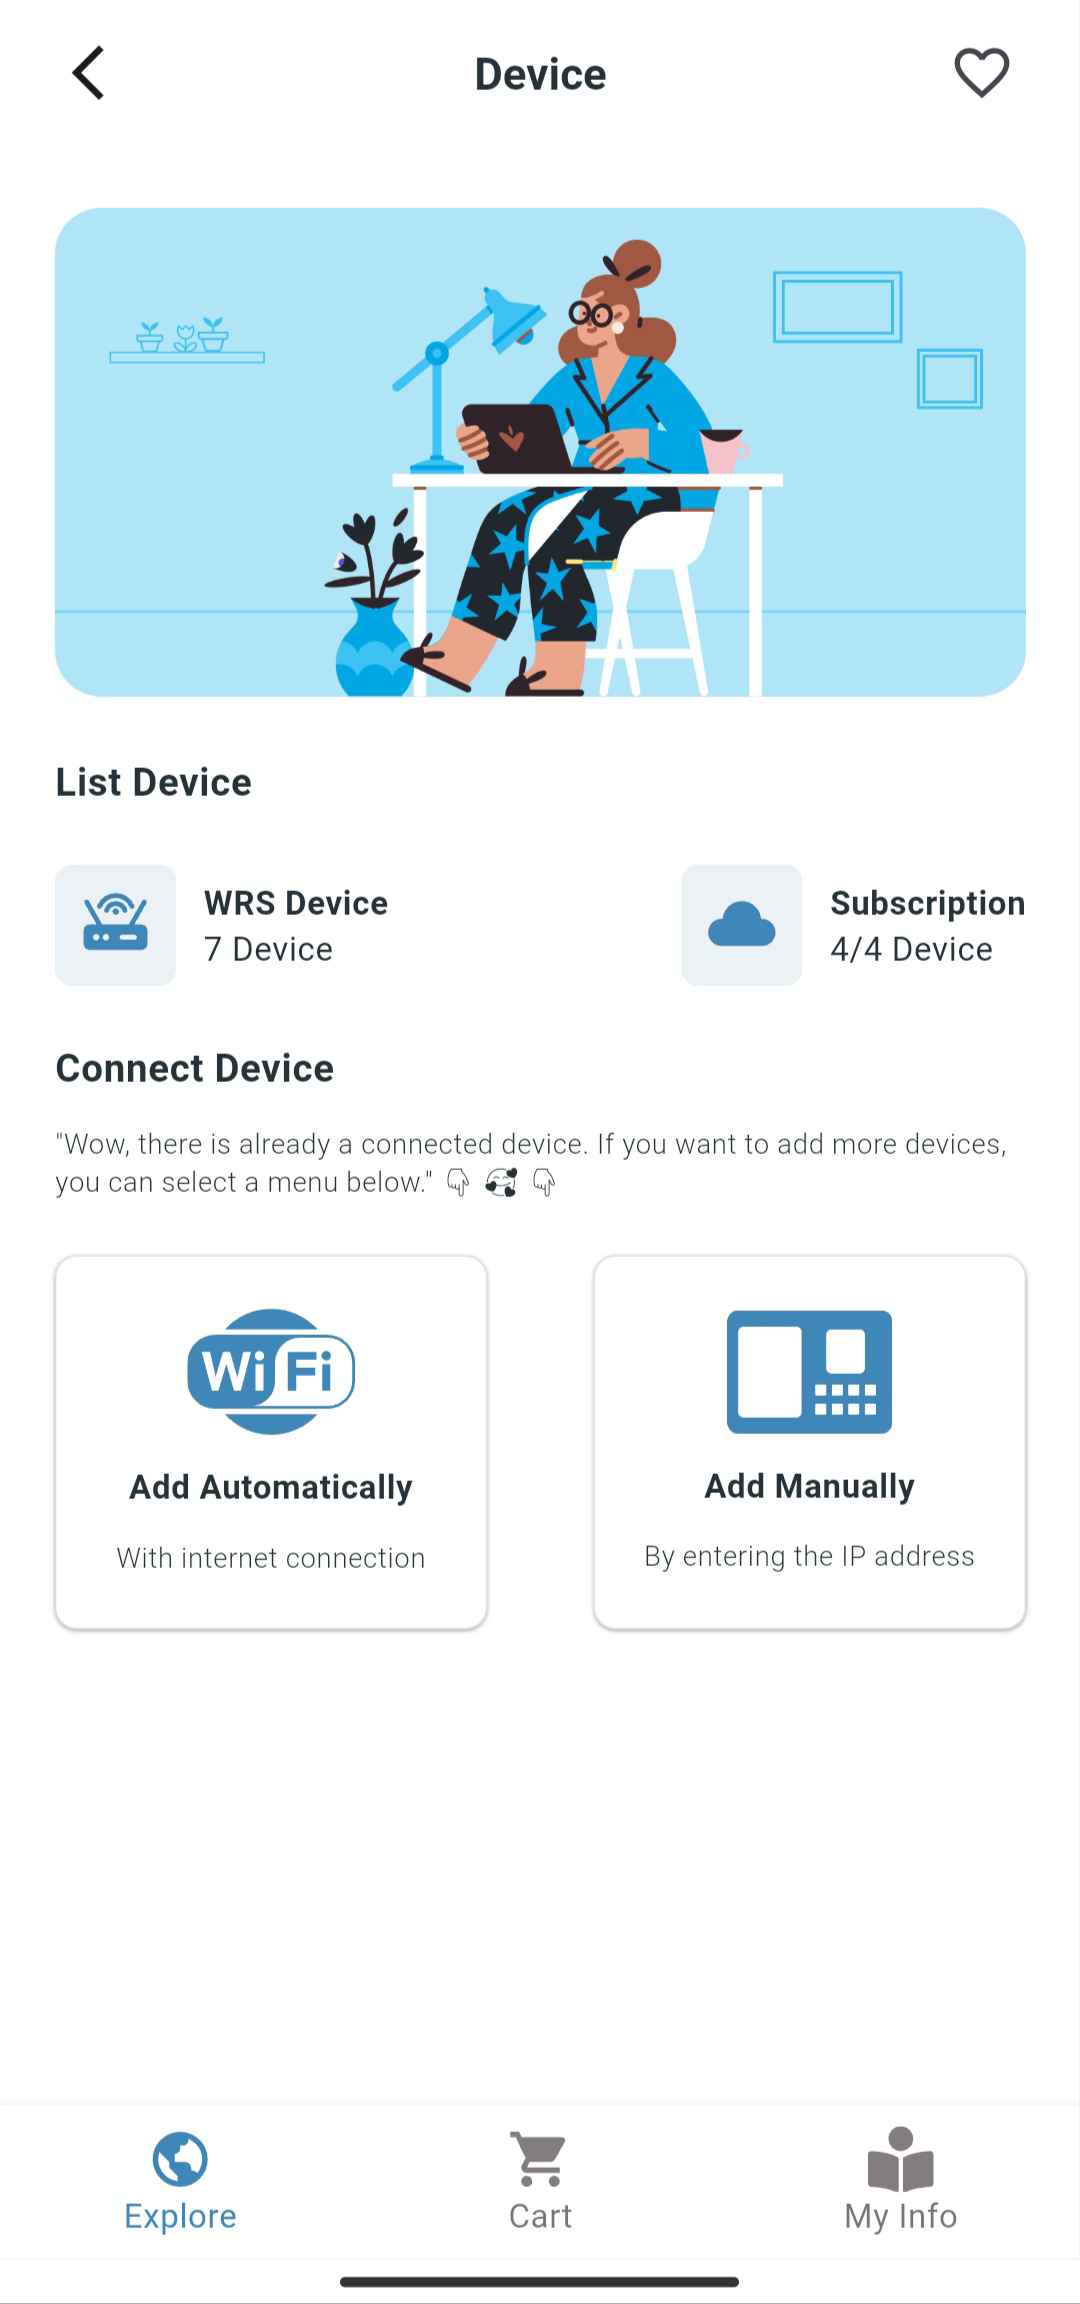 Device
List Device
WRS Device
7 Device
Subscription
4/4 Device
Connect Device
"Wow, there is already a connected device. If you want to add more devices,
you can select a menu below." 👇 🥰 👇
WiFi
Add Automatically
With internet connection
Add Manually
By entering the IP address
Explore
Cart
My Info